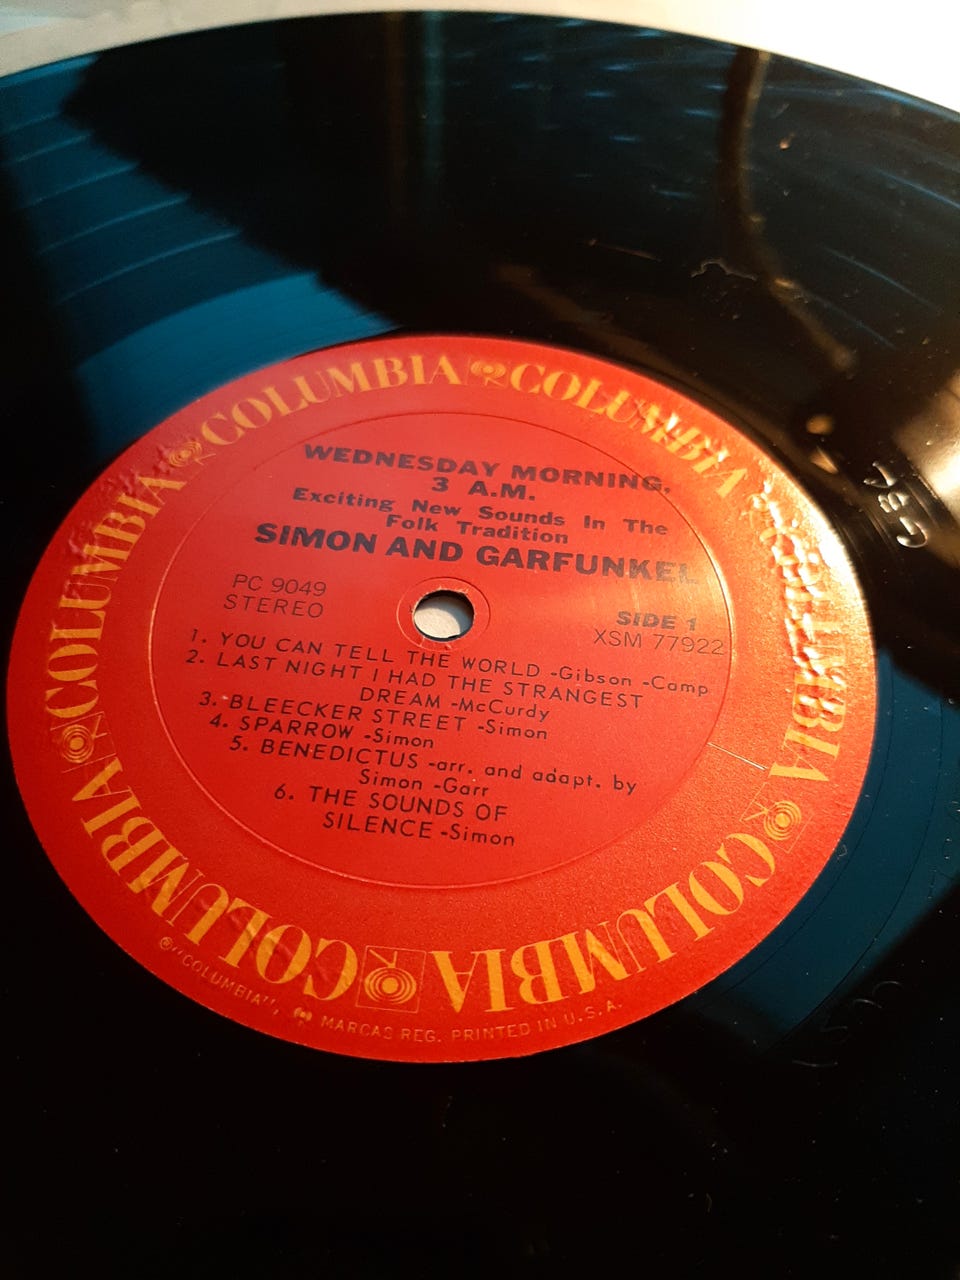 COLUMBIA COLUMBIA COLUMBIA COLUMBIA COLUMBIA COLUMBIA COLUMBIA
WEDNESDAY MORNING,
3 A.M.
Exciting New Sounds In The
Folk Tradition
SIMON AND GARFUNKEL
PC 9049
STEREO
SIDE 1
XSM 77922
1. YOU CAN TELL THE WORLD -Gibson -Camp
2. LAST NIGHT I HAD THE STRANGEST
DREAM -McCurdy
3. BLEECKER STREET -Simon
4. SPARROW -Simon
5. BENEDICTUS -arr. and adapt. by
Simon -Garr
6. THE SOUNDS OF
SILENCE -Simon
® "COLUMBIA", MARCAS REG. PRINTED IN U.S.A.